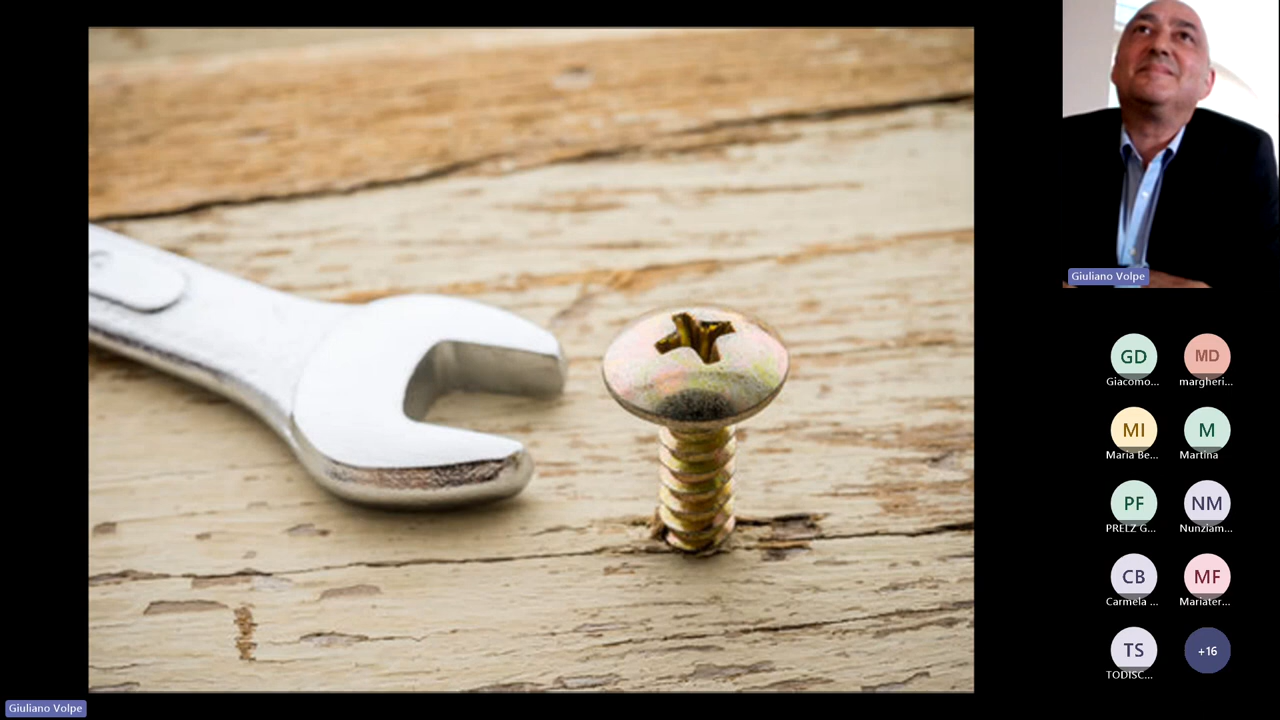 Giuliano Volpe
GD
MD
Giacomo...
margheri...
MI
M
Maria Be...
Martina
PF
NM
PRELZ G...
Nunziam...
CB
MF
Carmela ...
Mariater...
TS
+16
TODISC...
Giuliano Volpe